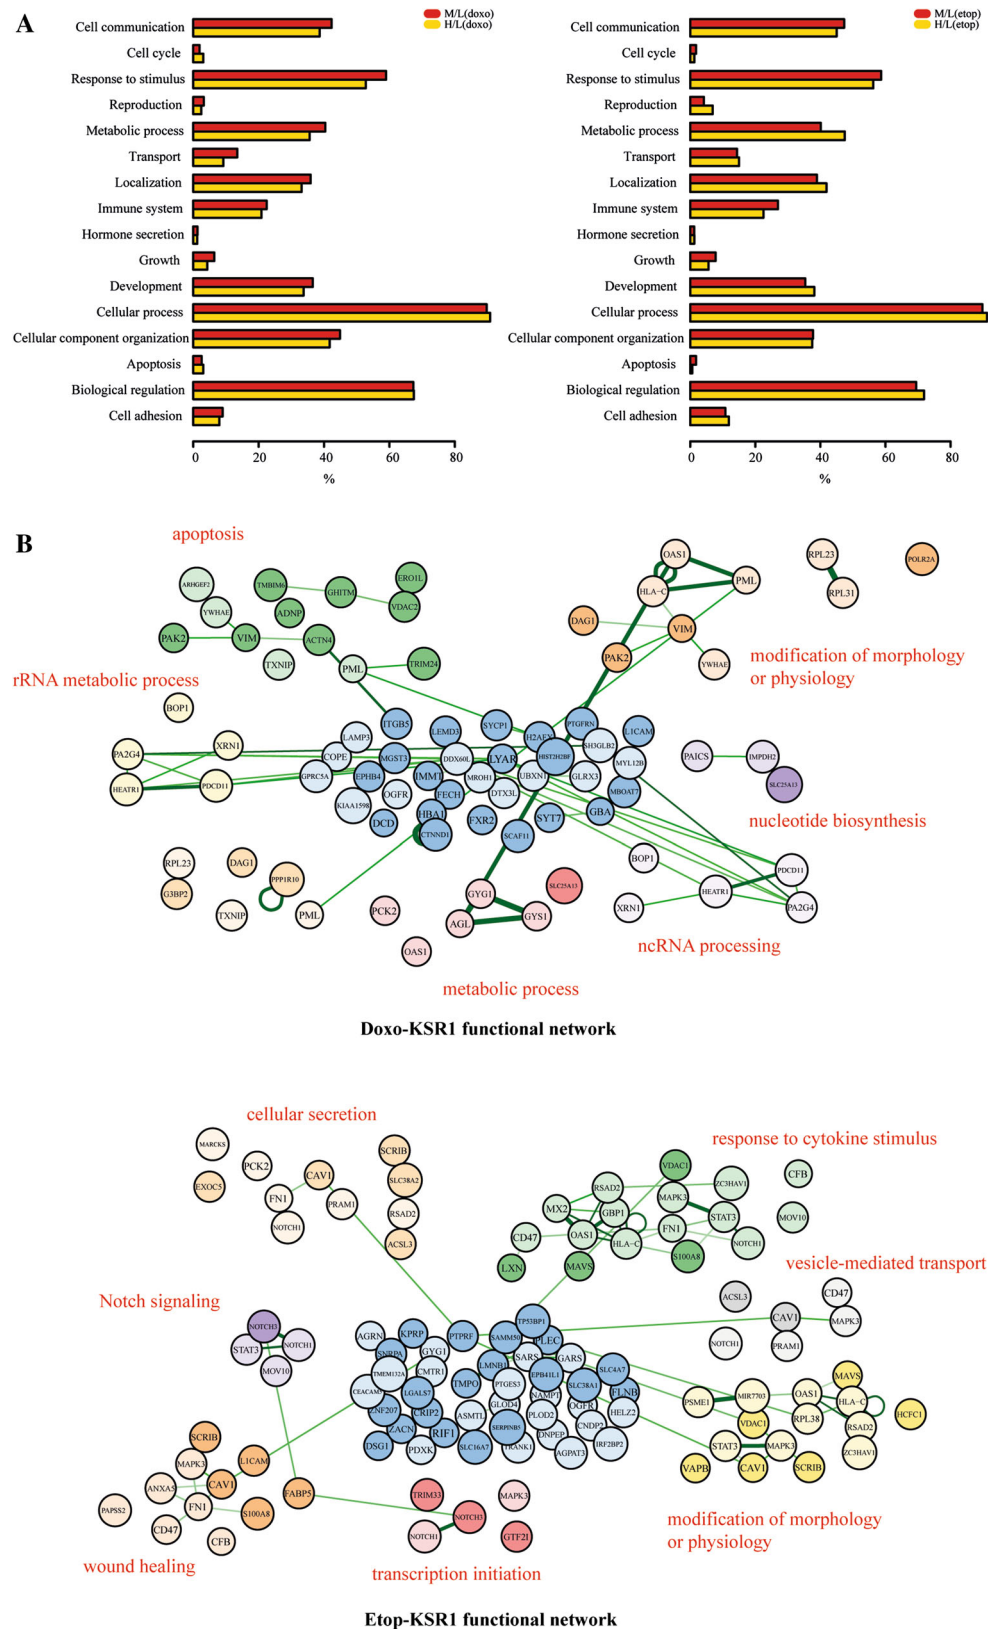 A
M/L(doxo)
H/L(doxo)
Cell communication
Cell cycle
Response to stimulus
Reproduction
Metabolic process
Transport
Localization
Immune system
Hormone secretion
Growth
Development
Cellular process
Cellular component organization
Apoptosis
Biological regulation
Cell adhesion
0 20 40 60 80
%
M/L(etop)
H/L(etop)
Cell communication
Cell cycle
Response to stimulus
Reproduction
Metabolic process
Transport
Localization
Immune system
Hormone secretion
Growth
Development
Cellular process
Cellular component organization
Apoptosis
Biological regulation
Cell adhesion
0 20 40 60 80
%
B
apoptosis
ARHGEF2
TMBIM6
GHITM
ERO1L
VDAC2
YWHAE
ADNP
PAK2
VIM
ACTN4
TXNIP
PML
TRIM24
OAS1
HLA-C
PML
RPL23
RPL31
POLR2A
DAG1
VIM
PAK2
YWHAE
modification of morphology
or physiology
rRNA metabolic process
BOP1
PA2G4
XRN1
HEATR1
PDCD11
ITGB5
LAMP3
LEMD3
SYCP1
H2AFX
PTGFRN
L1CAM
COPE
MGST3
DDX60L
LYAR
HIST2H2BF
SH3GLB2
MYL12B
GPRC5A
EPHB4
IMMT
MROH1
UBXN1
GLRX3
KIAA1598
OGFR
FECH
DTX3L
MBOAT7
DCD
HBA1
FXR2
SYT7
GBA
CTNND1
SCAF11
PAICS
IMPDH2
SLC25A13
nucleotide biosynthesis
RPL23
G3BP2
DAG1
PPP1R10
TXNIP
PML
PCK2
OAS1
GYG1
AGL
GYS1
SLC25A13
metabolic process
BOP1
PDCD11
HEATR1
XRN1
PA2G4
ncRNA processing
Doxo-KSR1 functional network
cellular secretion
MARCKS
PCK2
EXOC5
CAV1
FN1
PRAM1
NOTCH1
SCRIB
SLC38A2
RSAD2
ACSL3
response to cytokine stimulus
VDAC1
RSAD2
MAPK3
ZC3HAV1
CFB
MX2
GBP1
STAT3
MOV10
CD47
OAS1
HLA-C
FN1
NOTCH1
LXN
MAVS
S100A8
vesicle-mediated transport
ACSL3
CD47
CAV1
MAPK3
NOTCH1
PRAM1
Notch signaling
NOTCH3
STAT3
NOTCH1
MOV10
AGRN
KPRP
PTPRF
SAMM50
TP53BP1
PLEC
SNRPA
GYG1
SARS
GARS
TMEM132A
CMTR1
LMNB1
EPB41L1
SLC4A7
CEACAM5
LGALS7
TMPO
PTGES3
NAMPT
SLC38A1
FLNB
ZNF207
CRIP2
ASMTL
GLOD4
PLOD2
OGFR
HELZ2
ZACN
RIF1
SERPINB5
DNPEP
CNDP2
DSG1
PDXK
SLC16A7
TRANK1
AGPAT3
IRF2BP2
MAVS
PSME1
MIR7703
OAS1
HLA-C
HCFC1
VDAC1
RPL38
RSAD2
STAT3
MAPK3
ZC3HAV1
VAPB
CAV1
SCRIB
modification of morphology
or physiology
SCRIB
MAPK3
L1CAM
ANXA5
CAV1
FABP5
PAPSS2
FN1
S100A8
CD47
CFB
wound healing
TRIM33
MAPK3
NOTCH3
NOTCH1
GTF2I
transcription initiation
Etop-KSR1 functional network